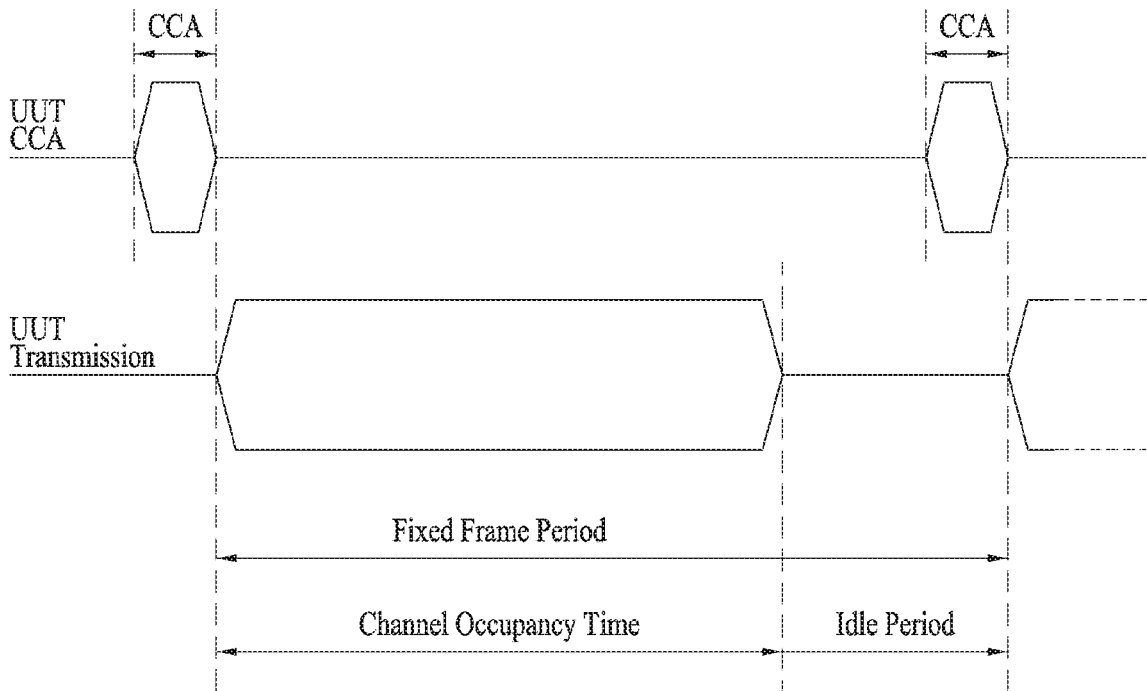 CCA
CCA
UUT
CCA
UUT
Transmission
Fixed Frame Period
Channel Occupancy Time
Idle Period